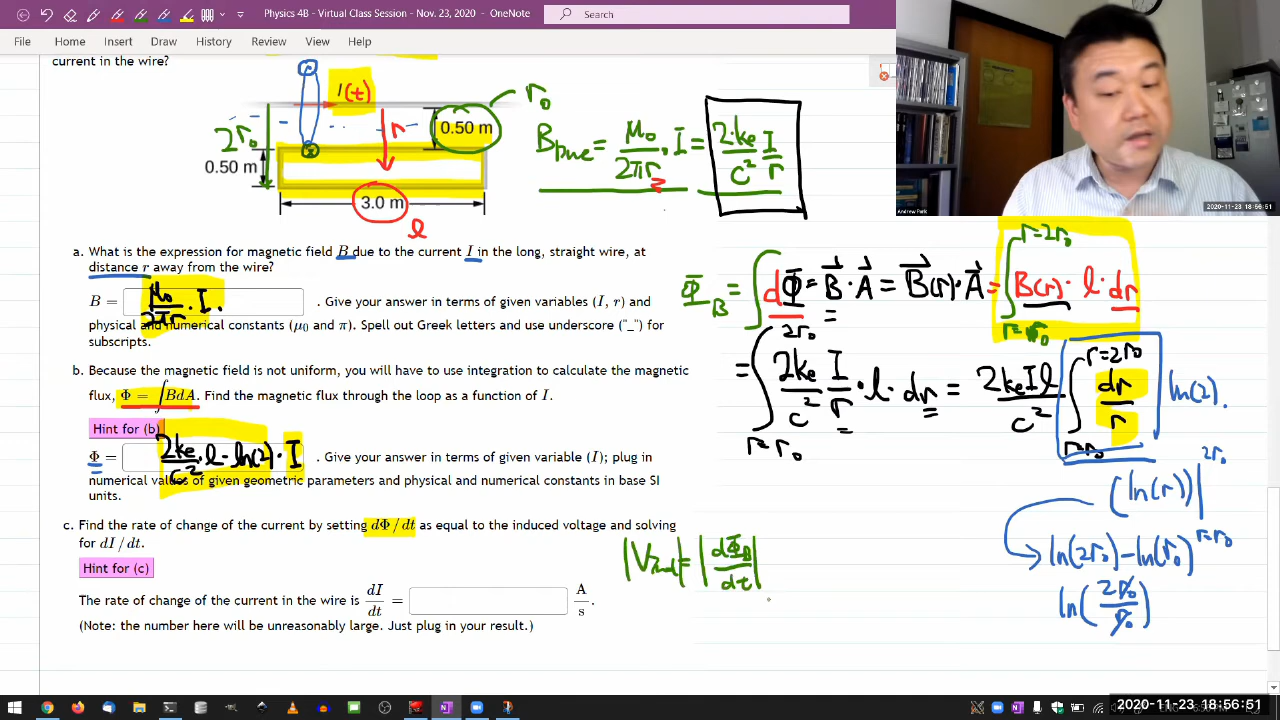 Physics 4B - Virtual Class Session - Nov. 23, 2020 - OneNote
Search
File Home Insert Draw History Review View Help
current in the wire?
I(t)
r₀
2r₀
r
0.50 m
0.50 m
3.0 m
l
B = μ₀/2πr · I = 2·kₑ/c² I/r
Andrew Park
2020-11-23 18:56:51
a. What is the expression for magnetic field B due to the current I in the long, straight wire, at
distance r away from the wire?
B = μ₀/2πr · I . Give your answer in terms of given variables (I, r) and
physical and numerical constants (μ₀ and π). Spell out Greek letters and use underscore ("_") for
subscripts.
b. Because the magnetic field is not uniform, you will have to use integration to calculate the magnetic
flux, Φ = ∫BdA. Find the magnetic flux through the loop as a function of I.
Hint for (b)
Φ = 2kₑ/c² · l · ln(2) · I . Give your answer in terms of given variable (I); plug in
numerical values of given geometric parameters and physical and numerical constants in base SI
units.
c. Find the rate of change of the current by setting dΦ/dt as equal to the induced voltage and solving
for dI/dt.
Hint for (c)
The rate of change of the current in the wire is dI/dt = A/s.
(Note: the number here will be unreasonably large. Just plug in your result.)
Φ_B = ∫ dΦ = B⃗ · A⃗ = B⃗(r) · A⃗ = ∫ r=r₀ r=2r₀ B(r) · l · dr
= ∫ r=r₀ 2r₀ 2kₑ/c² I/r · l · dr = 2kₑIl/c² ∫ r=r₀ r=2r₀ dr/r ln(2).
(ln(r))| 2r₀ r=r₀
ln(2r₀) - ln(r₀)
ln(2r₀/r₀)
|V_ind| = |dΦ_B/dt|
2020-11-23 18:56:51